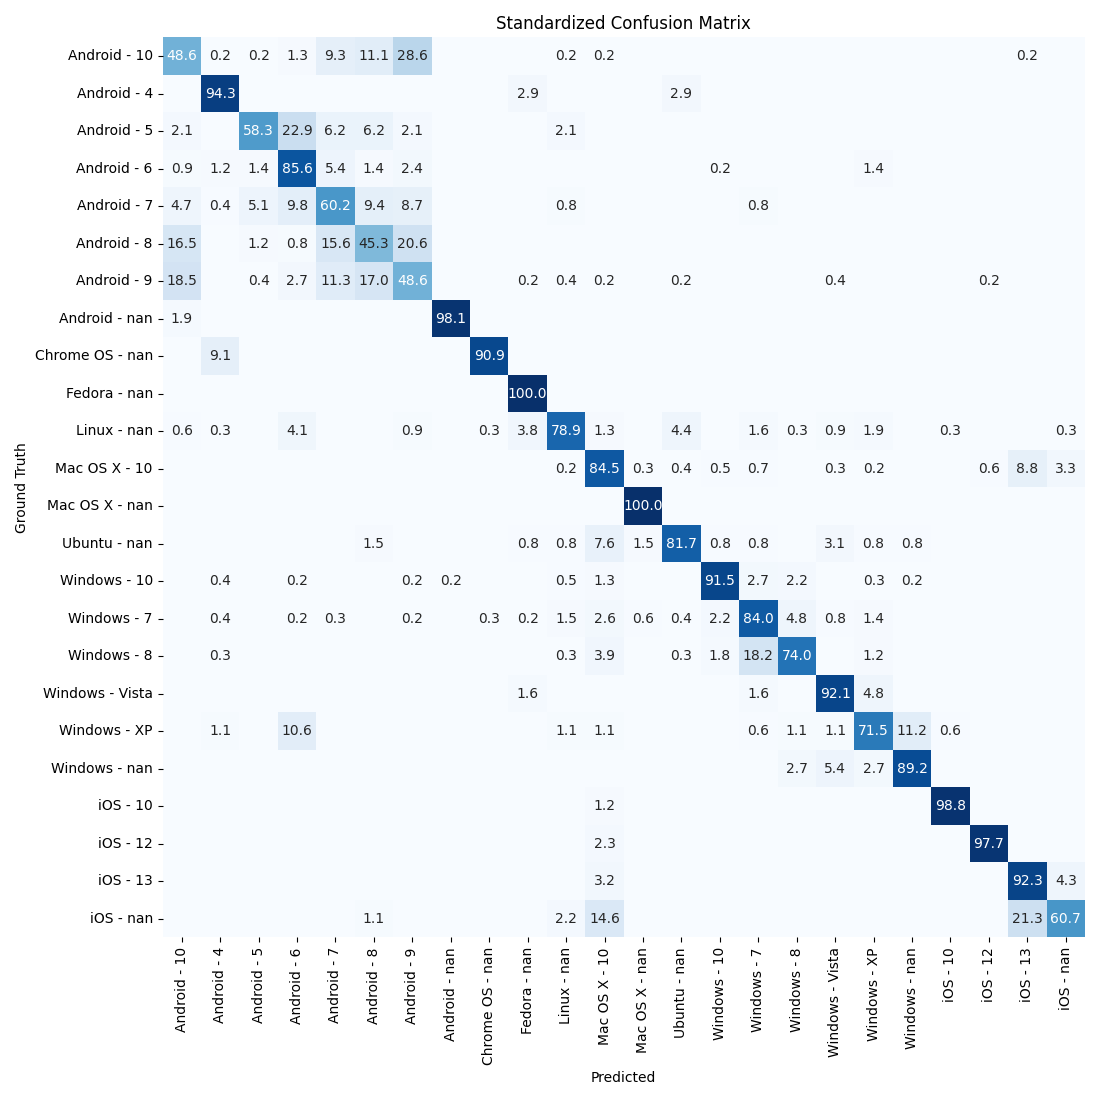 Standardized Confusion Matrix
Android - 10 48.6 0.2 0.2 1.3 9.3 11.1 28.6 0.2 0.2 0.2
Android - 4 94.3 2.9 2.9
Android - 5 2.1 58.3 22.9 6.2 6.2 2.1 2.1
Android - 6 0.9 1.2 1.4 85.6 5.4 1.4 2.4 0.2 1.4
Android - 7 4.7 0.4 5.1 9.8 60.2 9.4 8.7 0.8 0.8
Android - 8 16.5 1.2 0.8 15.6 45.3 20.6
Android - 9 18.5 0.4 2.7 11.3 17.0 48.6 0.2 0.4 0.2 0.2 0.4 0.2
Android - nan 1.9 98.1
Chrome OS - nan 9.1 90.9
Fedora - nan 100.0
Linux - nan 0.6 0.3 4.1 0.9 0.3 3.8 78.9 1.3 4.4 1.6 0.3 0.9 1.9 0.3 0.3
Mac OS X - 10 0.2 84.5 0.3 0.4 0.5 0.7 0.3 0.2 0.6 8.8 3.3
Mac OS X - nan 100.0
Ubuntu - nan 1.5 0.8 0.8 7.6 1.5 81.7 0.8 0.8 3.1 0.8 0.8
Windows - 10 0.4 0.2 0.2 0.2 0.5 1.3 91.5 2.7 2.2 0.3 0.2
Windows - 7 0.4 0.2 0.3 0.2 0.3 0.2 1.5 2.6 0.6 0.4 2.2 84.0 4.8 0.8 1.4
Windows - 8 0.3 0.3 3.9 0.3 1.8 18.2 74.0 1.2
Windows - Vista 1.6 1.6 92.1 4.8
Windows - XP 1.1 10.6 1.1 1.1 0.6 1.1 1.1 71.5 11.2 0.6
Windows - nan 2.7 5.4 2.7 89.2
iOS - 10 1.2 98.8
iOS - 12 2.3 97.7
iOS - 13 3.2 92.3 4.3
iOS - nan 1.1 2.2 14.6 21.3 60.7
Ground Truth
Android - 10
Android - 4
Android - 5
Android - 6
Android - 7
Android - 8
Android - 9
Android - nan
Chrome OS - nan
Fedora - nan
Linux - nan
Mac OS X - 10
Mac OS X - nan
Ubuntu - nan
Windows - 10
Windows - 7
Windows - 8
Windows - Vista
Windows - XP
Windows - nan
iOS - 10
iOS - 12
iOS - 13
iOS - nan
Predicted